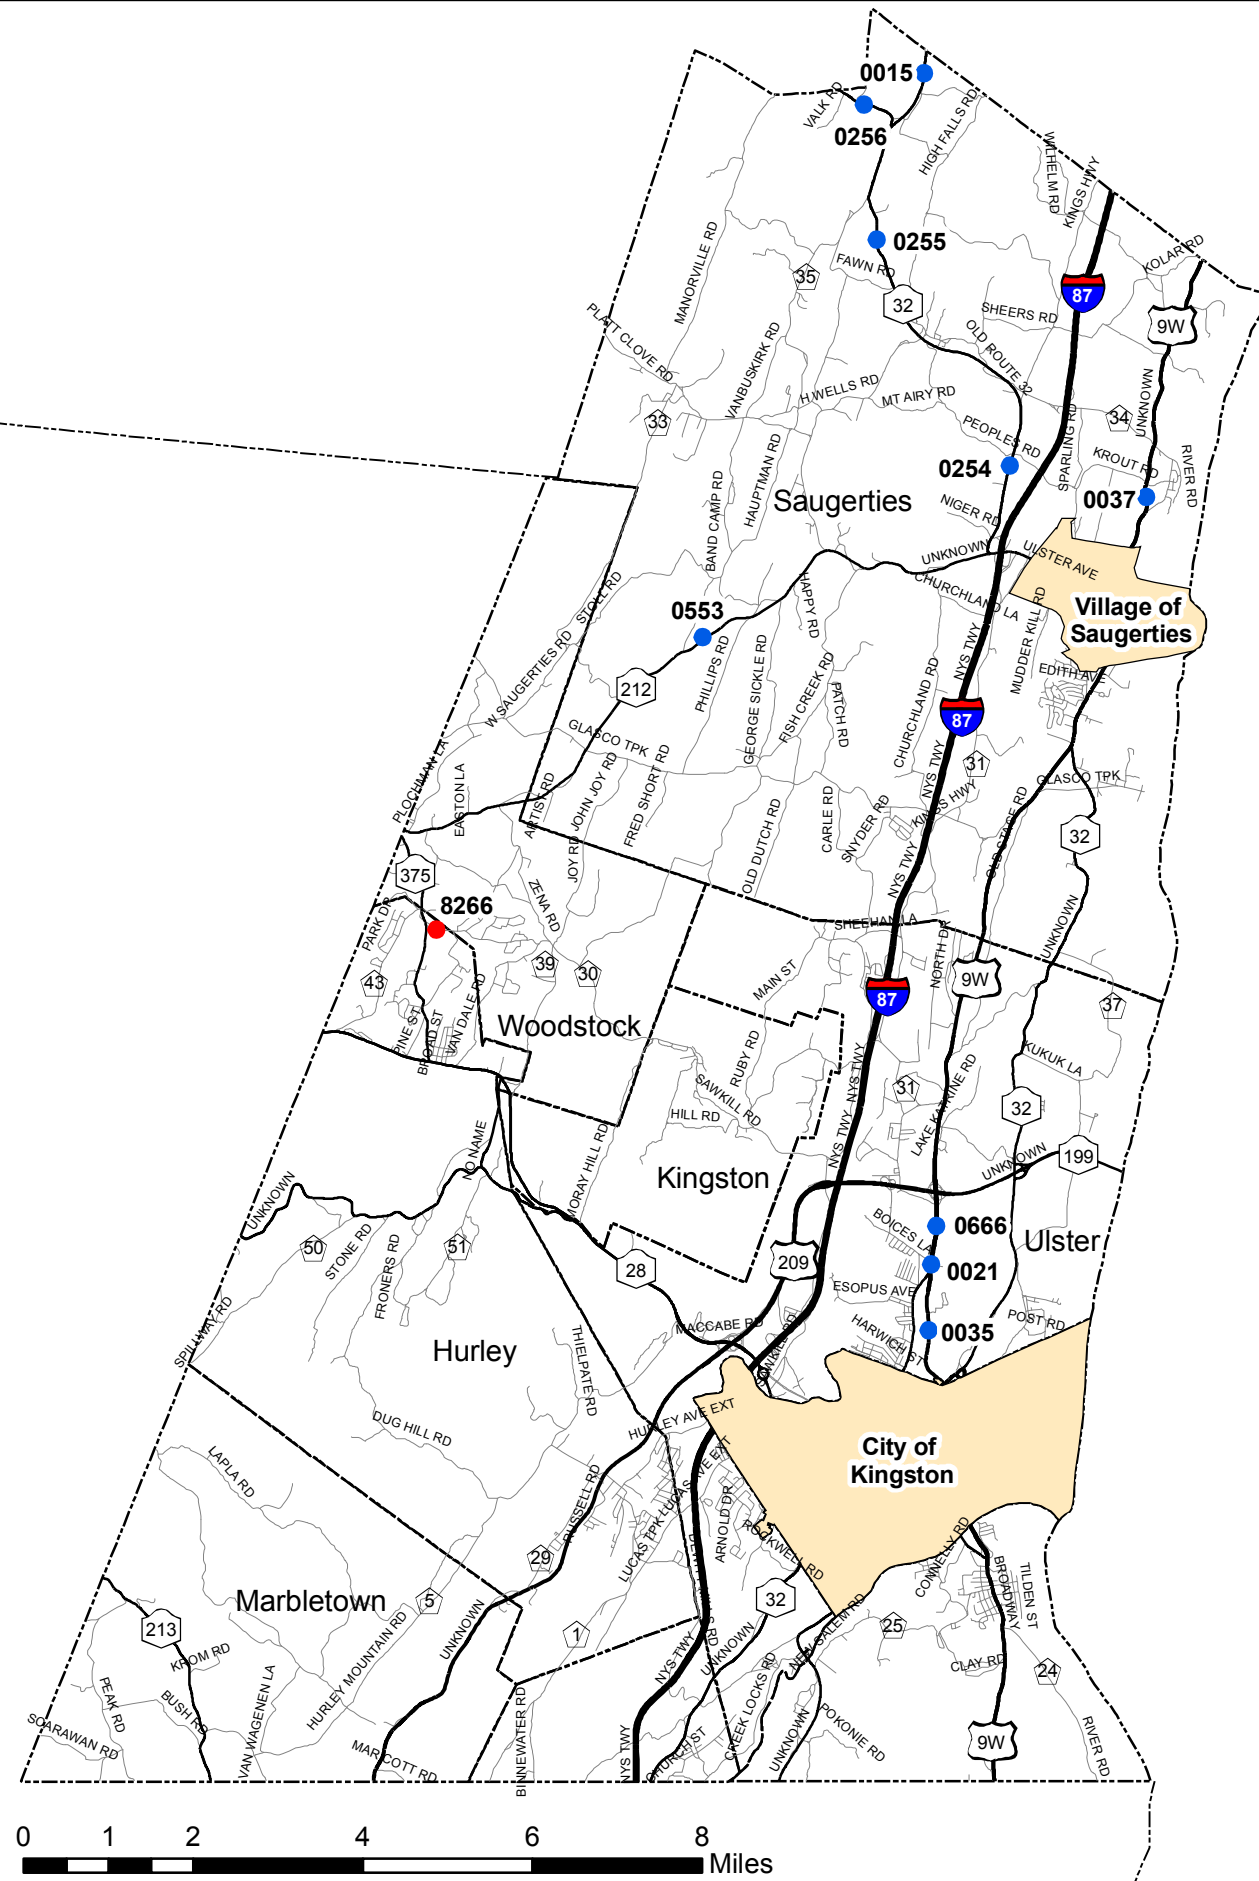 0015
VALK RD
0256
HIGH FALLS RD
WILHELM RD
KINGS HWY
0255
KOLAR RD
FAWN RD
35
MANORVILLE RD
87
32
SHEERS RD
9W
PLATT CLOVE RD
VANBUSKIRK RD
OLD ROUTE 32
H WELLS RD
MT AIRY RD
UNKNOWN
33
34
SPARLING RD
PEOPLES RD
HAUPTMAN RD
KROUT RD
RIVER RD
0254
BAND CAMP RD
Saugerties
0037
NIGER RD
UNKNOWN
ULSTER AVE
CHURCHLAND LA
STOLL RD
HAPPY RD
0553
Village of
Saugerties
MUDDER KILL RD
W SAUGERTIES RD
PHILLIPS RD
GEORGE SICKLE RD
FISH CREEK RD
NYS TWY
EDITH AVE
212
PATCH RD
CHURCHLAND RD
87
GLASCO TPK
PLOCHMAN LA
EASTON LA
ARTIST RD
JOHN JOY RD
FRED SHORT RD
NYS TWY
31
GLASCO TPK
KINGS HWY
CARLE RD
SNYDER RD
OLD STAGE RD
32
JOY RD
OLD DUTCH RD
NYS TWY
375
8266
ZENA RD
PARK DR
SHEEHAN LA
UNKNOWN
NORTH DR
39
30
43
MAIN ST
87
9W
37
PINE ST
BROAD ST
VAN DALE RD
Woodstock
RUBY RD
NYS TWY
KUKUK LA
SAWKILL RD
31
LAKE KATRINE RD
HILL RD
32
NO NAME
MORAY HILL RD
NYS TWY
UNKNOWN
199
Kingston
UNKNOWN
50
STONE RD
51
FRONERS RD
BOICES LA
0666
Ulster
28
209
0021
ESOPUS AVE
SPILLWAY RD
MACCABE RD
SAWKILL RD
HARWICH ST
0035
POST RD
Hurley
THIELPATE RD
DUG HILL RD
HURLEY AVE EXT
City of
Kingston
LAPLA RD
RUSSELL RD
LUCAS TPK
LUCAS AVE EXT
ARNOLD DR
ROCKWELL RD
29
CONNELLY RD
BROADWAY
TILDEN ST
Marbletown
5
32
213
1
NEW SALEM RD
25
UNKNOWN
HURLEY MOUNTAIN RD
NYS TWY
UNKNOWN
KROM RD
CLAY RD
24
PEAK RD
BUSH RD
VAN WAGENEN LA
CREEK LOCKS RD
UNKNOWN
POKONIE RD
SCARAWAN RD
MARICOTT RD
BINNEWATER RD
NYS TWY
CHURCH ST
9W
RIVER RD
0 1 2 4 6 8
Miles